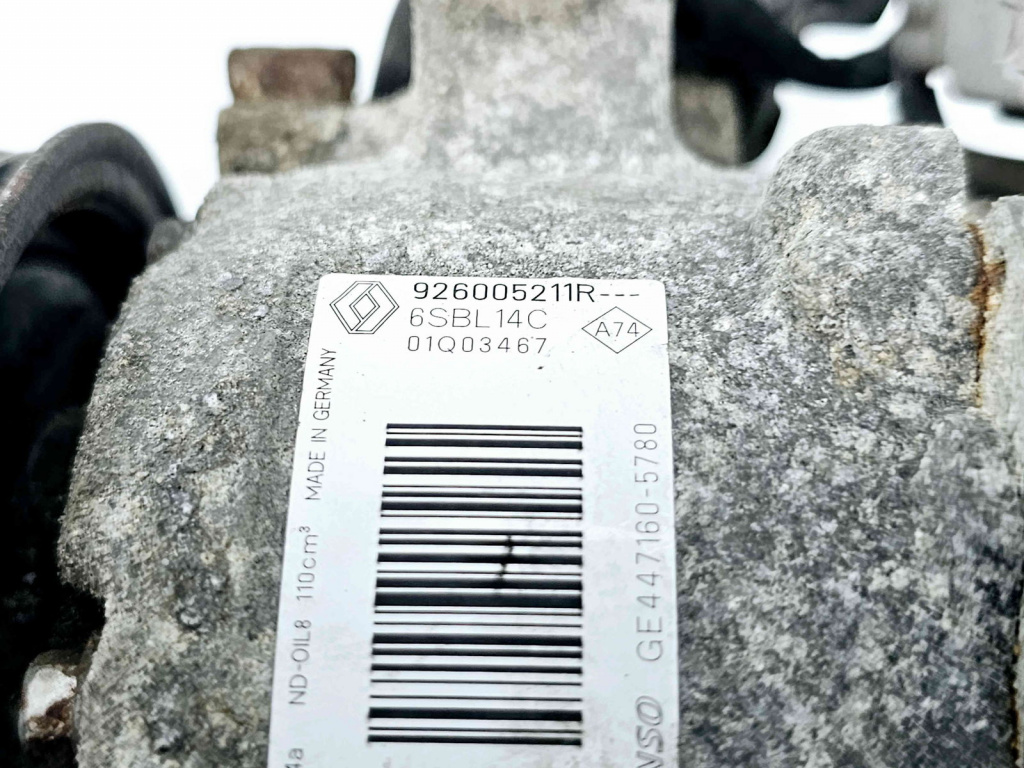 926005211R---
6SBL14C
01Q03467
A74
MADE IN GERMANY
ND-OIL8 110cm³
GE447160-5780